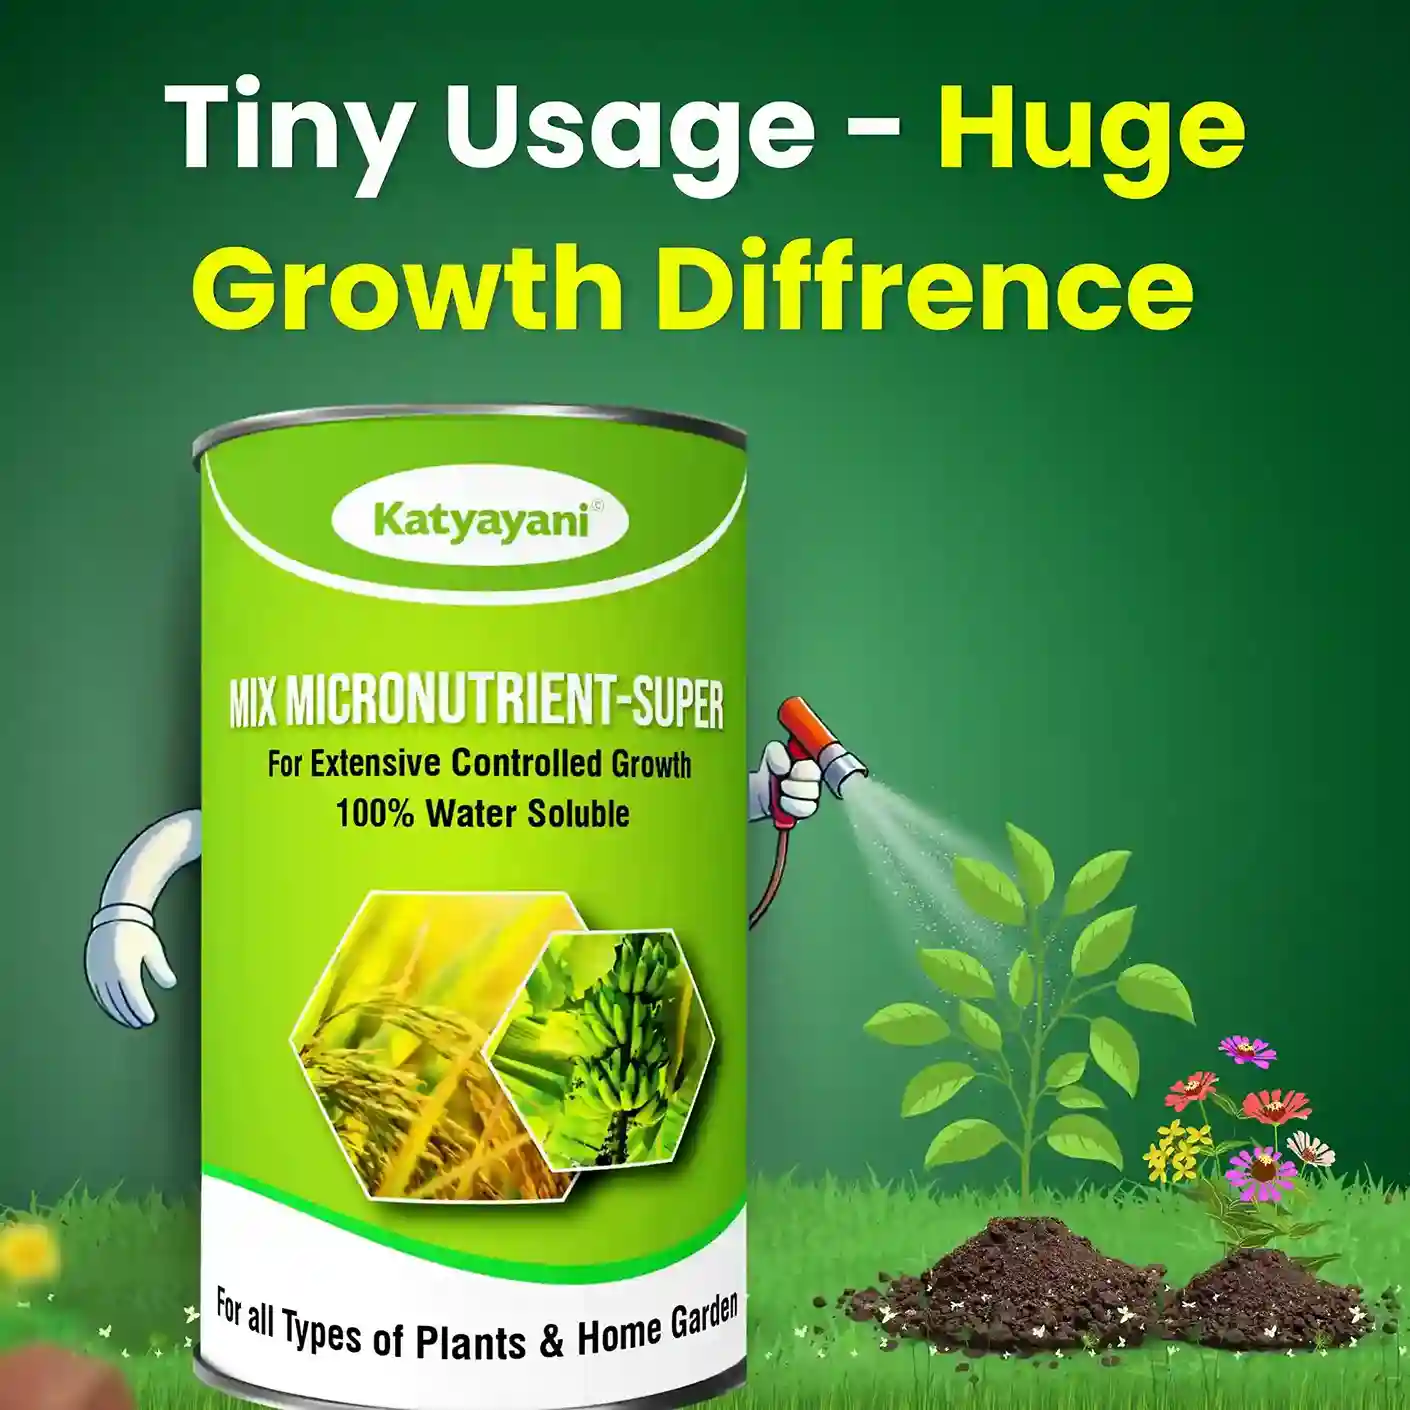 Tiny Usage - Huge
Growth Diffrence
Katyayani©
MIX MICRONUTRIENT-SUPER
For Extensive Controlled Growth
100% Water Soluble
For all Types of Plants & Home Garden